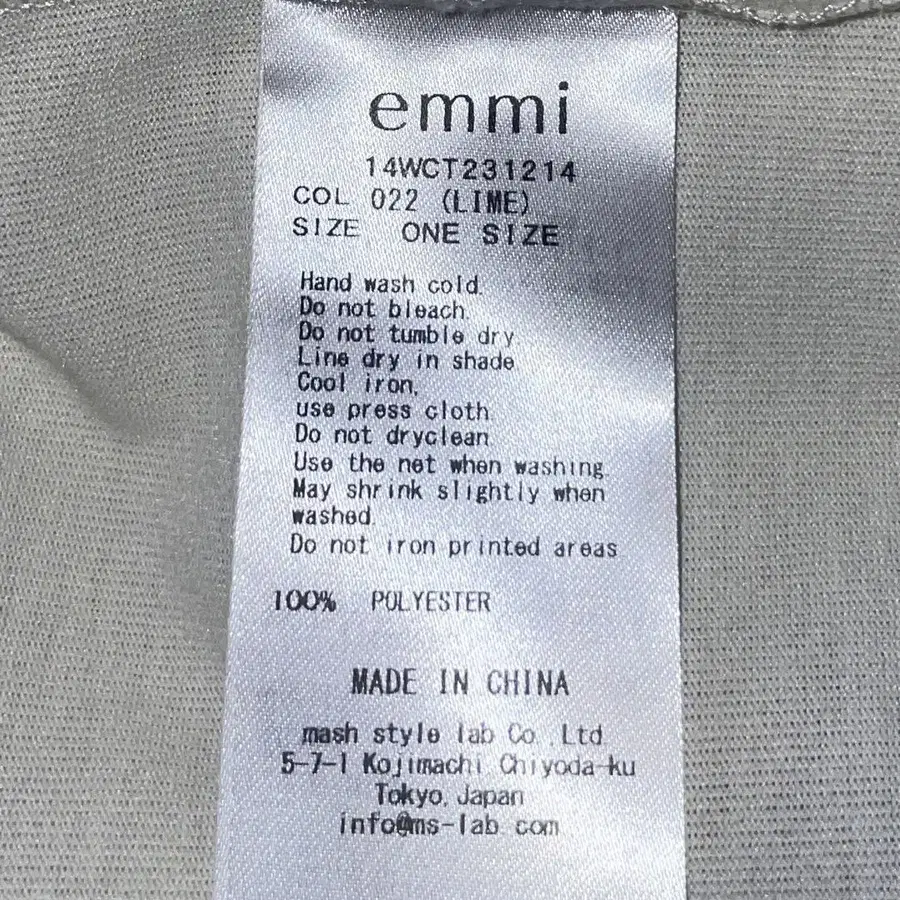 emmi
14WCT231214
COL 022 (LIME)
SIZE ONE SIZE
Hand wash cold.
Do not bleach.
Do not tumble dry.
Line dry in shade
Cool iron,
use press cloth.
Do not dryclean.
Use the net when washing
May shrink slightly when
washed.
Do not iron printed areas
100% POLYESTER
MADE IN CHINA
mash style lab Co.,Ltd.
5-7-1 Kojimachi Chiyoda-ku
Tokyo, Japan
info@ms-lab.com